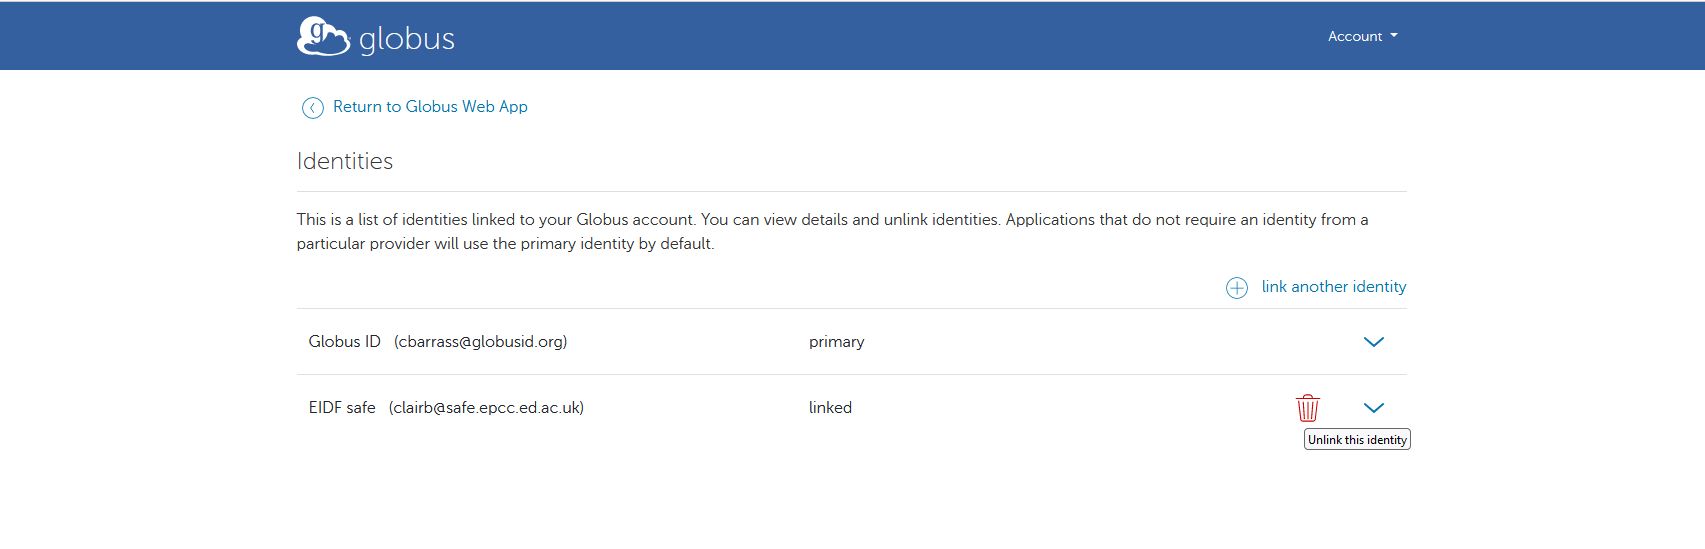 globus
Account
Return to Globus Web App
Identities
This is a list of identities linked to your Globus account. You can view details and unlink identities. Applications that do not require an identity from a
particular provider will use the primary identity by default.
link another identity
Globus ID (cbarrass@globusid.org) primary
EIDF safe (clairb@safe.epcc.ed.ac.uk) linked
Unlink this identity